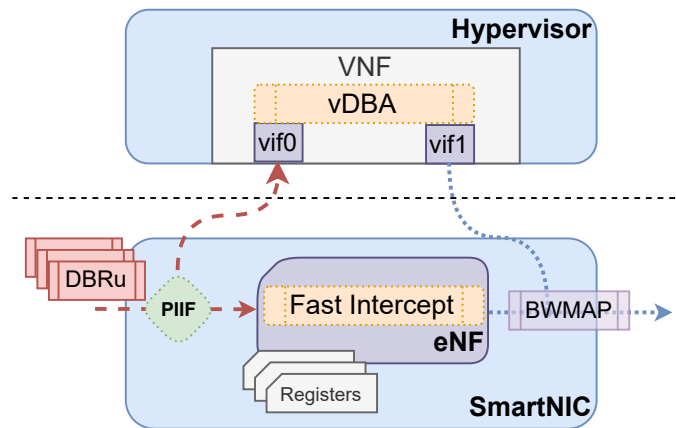 Hypervisor
VNF
vDBA
vif0
vif1
DBRu
PIIF
Fast Intercept
BWMAP
eNF
Registers
SmartNIC